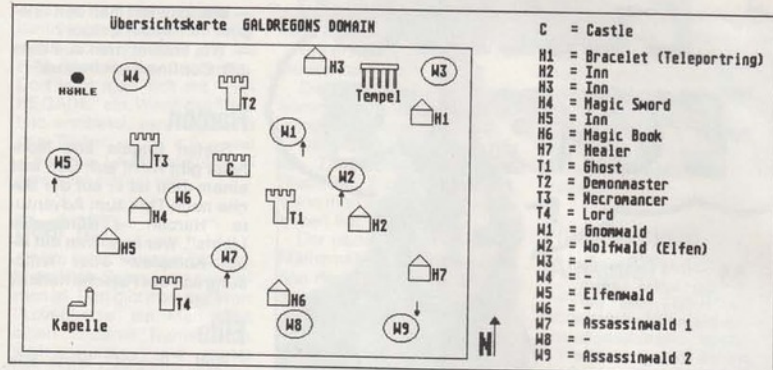 Übersichtskarte GALDREGONS DOMAIN
HÖHLE
W4
T2
H3
Tempel
W3
H1
W5
T3
C
W1
W2
H4
W6
T1
H2
H5
W7
H7
Kapelle
T4
H6
W8
W9
N
C = Castle
H1 = Bracelet (Teleportring)
H2 = Inn
H3 = Inn
H4 = Magic Sword
H5 = Inn
H6 = Magic Book
H7 = Healer
T1 = Ghost
T2 = Demonmaster
T3 = Necromancer
T4 = Lord
W1 = Gnomwald
W2 = Wolfwald (Elfen)
W3 = -
W4 = -
W5 = Elfenwald
W6 = -
W7 = Assassinwald 1
W8 = -
W9 = Assassinwald 2